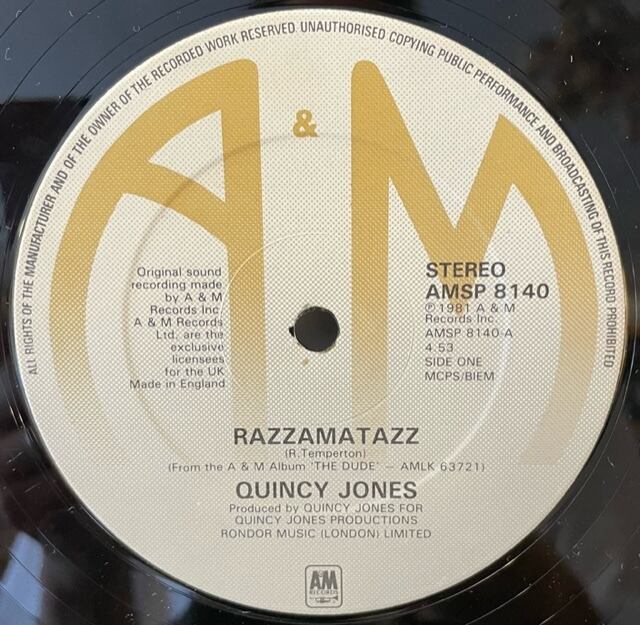 ALL RIGHTS OF THE MANUFACTURER AND OF THE OWNER OF THE RECORDED WORK RESERVED. UNAUTHORISED COPYING PUBLIC PERFORMANCE AND BROADCASTING OF THIS RECORD PROHIBITED
A & M
Original sound
recording made
by A & M
Records Inc.
A & M Records
Ltd. are the
exclusive
licensees
for the UK
Made in England
STEREO
AMSP 8140
℗ 1981 A & M
Records Inc.
AMSP 8140-A
4.53
SIDE ONE
MCPS/BIEM
RAZZAMATAZZ
(R.Temperton)
(From the A & M Album 'THE DUDE' – AMLK 63721)
QUINCY JONES
Produced by QUINCY JONES FOR
QUINCY JONES PRODUCTIONS
RONDOR MUSIC (LONDON) LIMITED
AM
RECORDS